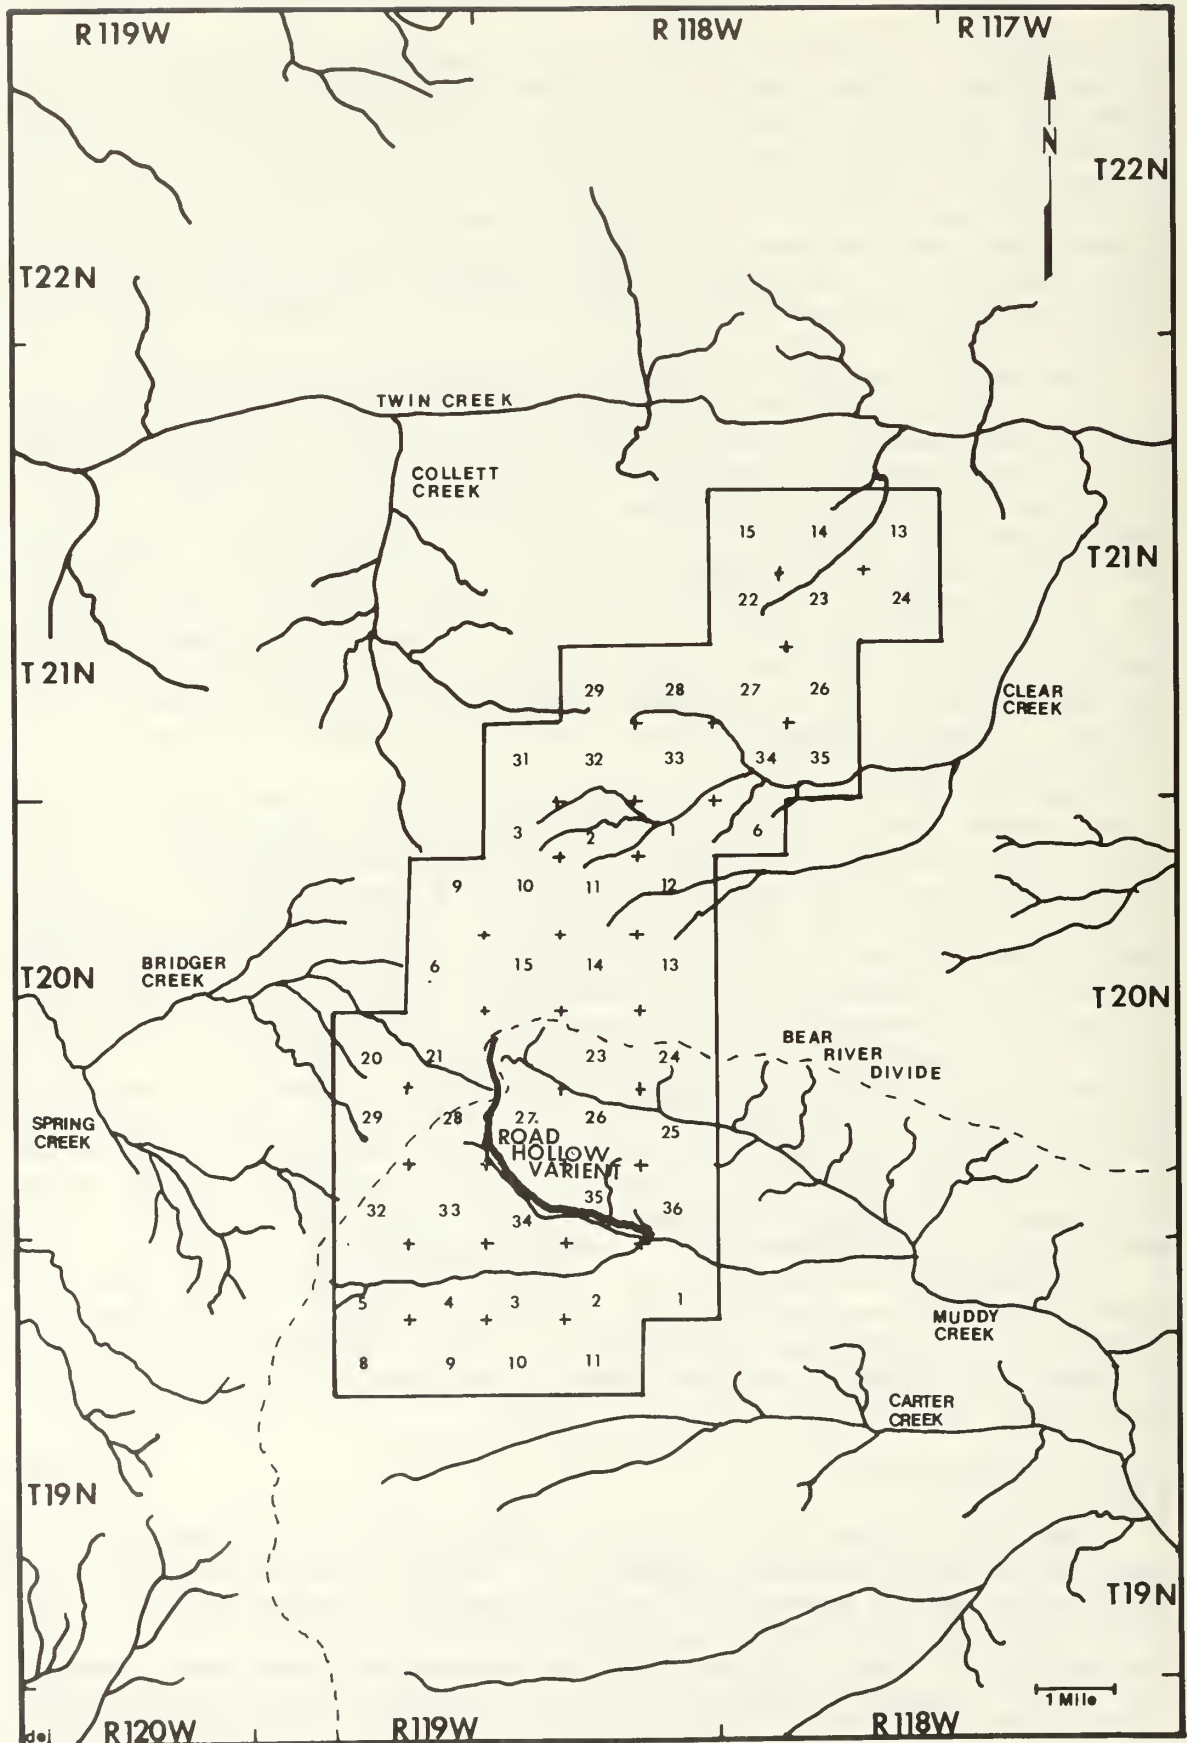 R119W
R118W
R117W
N
T22N
T22N
TWIN CREEK
COLLETT
CREEK
15 14 13
T21N
22 23 24
T21N
29 28 27 26
CLEAR
CREEK
31 32 33 34 35
3 2 1 6
9 10 11 12
BRIDGER
CREEK
T20N
6 15 14 13
T20N
BEAR
RIVER
DIVIDE
20 21 23 24
SPRING
CREEK
29 28 27. 26 25
ROAD
HOLLOW
VARIENT
35
32 33 34 36
5 4 3 2 1
MUDDY
CREEK
8 9 10 11
CARTER
CREEK
T19N
T19N
1 Mile
dej
R120W
R119W
R118W